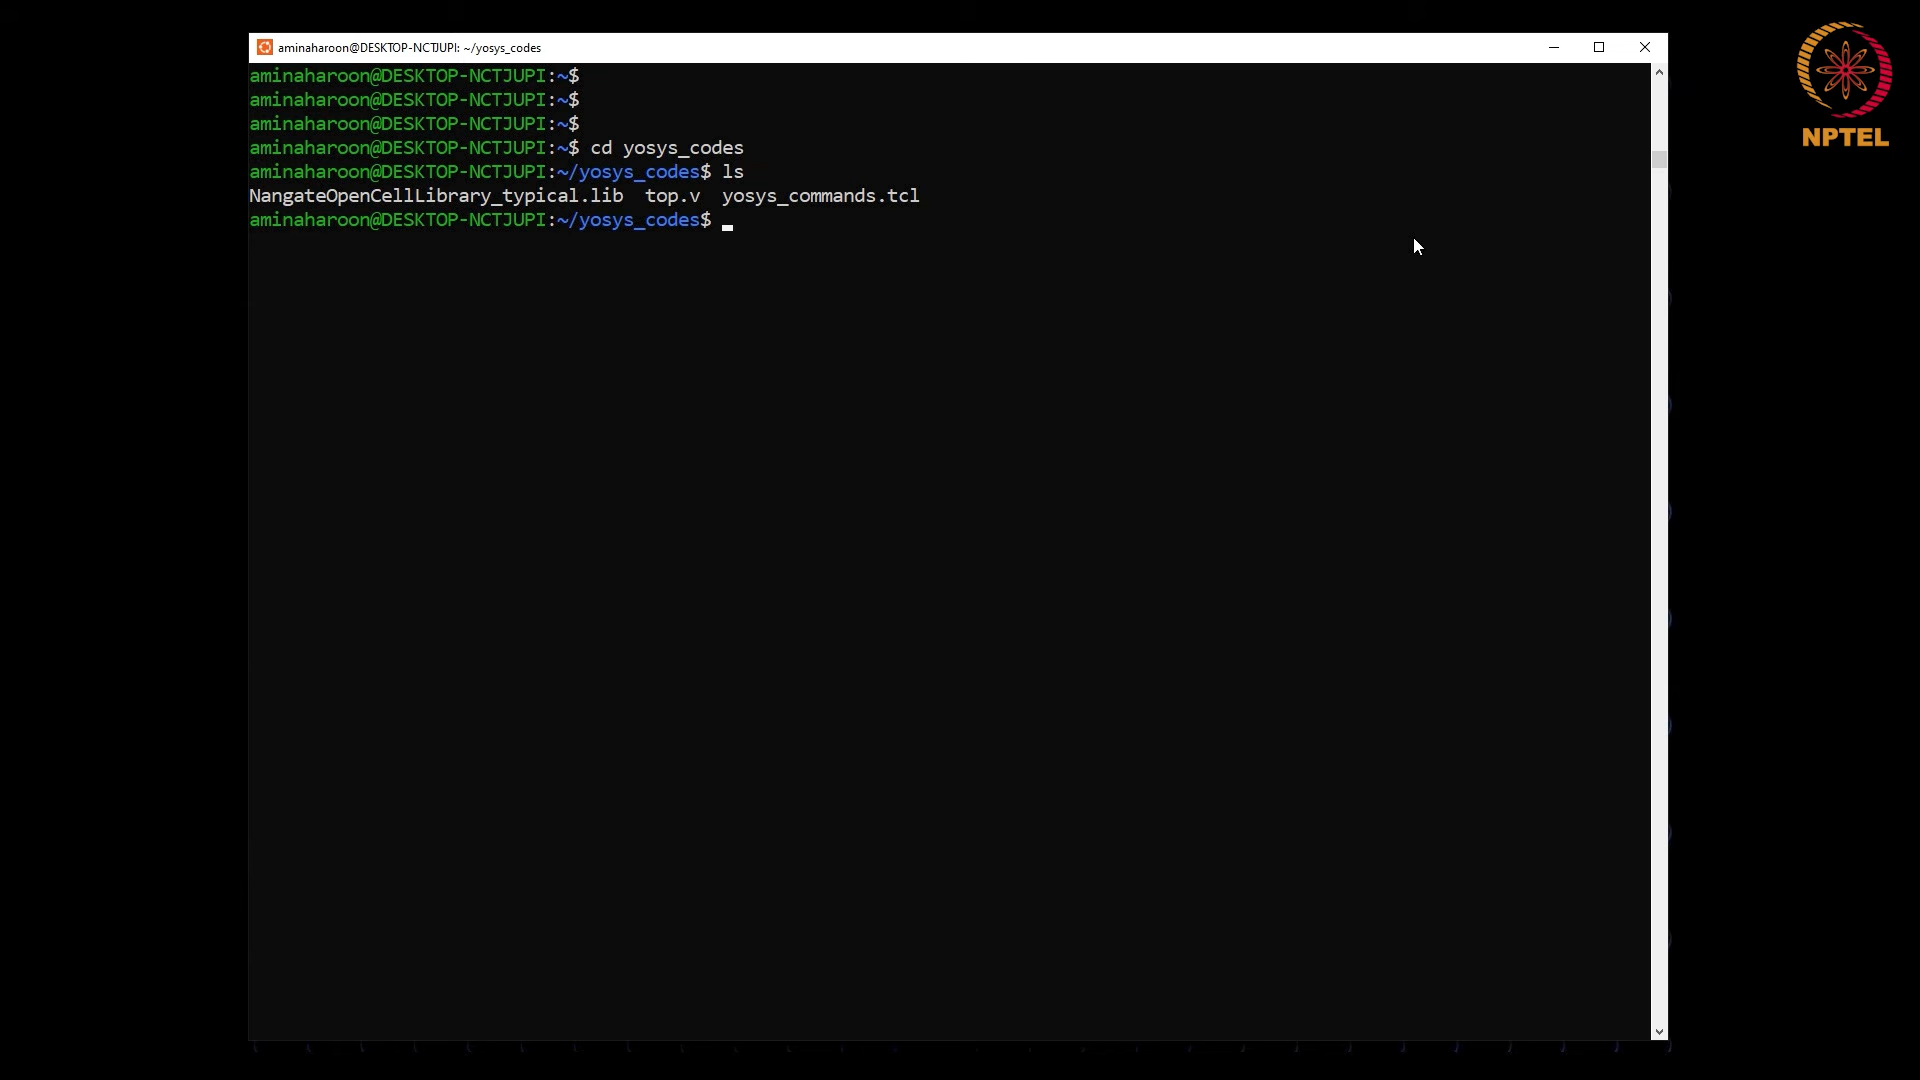 aminaharoon@DESKTOP-NCTJUPI: ~/yosys_codes
aminaharoon@DESKTOP-NCTJUPI:~$
aminaharoon@DESKTOP-NCTJUPI:~$
aminaharoon@DESKTOP-NCTJUPI:~$
aminaharoon@DESKTOP-NCTJUPI:~$ cd yosys_codes
aminaharoon@DESKTOP-NCTJUPI:~/yosys_codes$ ls
NangateOpenCellLibrary_typical.lib  top.v  yosys_commands.tcl
aminaharoon@DESKTOP-NCTJUPI:~/yosys_codes$
NPTEL